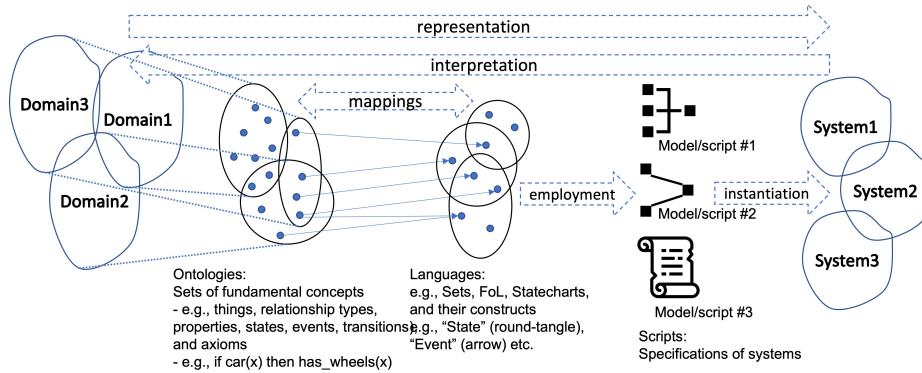 representation
interpretation
mappings
Domain3
Domain1
Domain2
employment
instantiation
Model/script #1
Model/script #2
Model/script #3
System1
System2
System3
Ontologies:
Sets of fundamental concepts
- e.g., things, relationship types,
properties, states, events, transitions)
and axioms
- e.g., if car(x) then has_wheels(x)
Languages:
e.g., Sets, FoL, Statecharts,
and their constructs
e.g., “State” (round-tangle),
“Event” (arrow) etc.
Scripts:
Specifications of systems